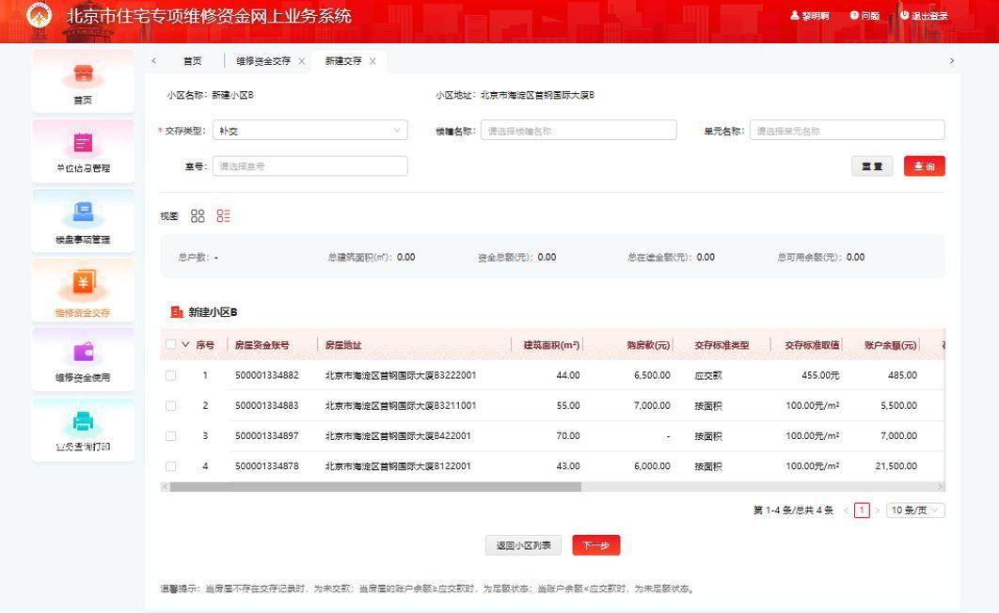 北京市住宅专项维修资金网上业务系统
黎明啊 问题 退出登录
首页
单位信息管理
楼盘事项管理
维修资金交存
维修资金使用
业务查询打印
首页 维修资金交存 新建交存
小区名称：新建小区B 小区地址：北京市海淀区首钢国际大厦B
* 交存类型： 补交 楼幢名称： 请选择楼幢名称 单元名称： 请选择单元名称
室号： 请选择室号 重置 查询
视图
总户数：- 总建筑面积(㎡)：0.00 资金总额(元)：0.00 总在途金额(元)：0.00 总可用余额(元)：0.00
新建小区B
序号 房屋资金账号 房屋地址 建筑面积(m²) 购房款(元) 交存标准类型 交存标准取值 账户余额(元)
1 500001334882 北京市海淀区首钢国际大厦B3222001 44.00 6,500.00 应交款 455.00元 485.00
2 500001334883 北京市海淀区首钢国际大厦B3211001 55.00 7,000.00 按面积 100.00元/m² 5,500.00
3 500001334897 北京市海淀区首钢国际大厦B422001 70.00 - 按面积 100.00元/m² 7,000.00
4 500001334878 北京市海淀区首钢国际大厦B122001 43.00 6,000.00 按面积 100.00元/m² 21,500.00
第 1-4 条/总共 4 条 < 1 > 10 条/页
返回小区列表 下一步
温馨提示：当房屋不存在交存记录时，为未交款；当房屋的账户余额≥应交款时，为足额状态；当账户余额<应交款时，为未足额状态。